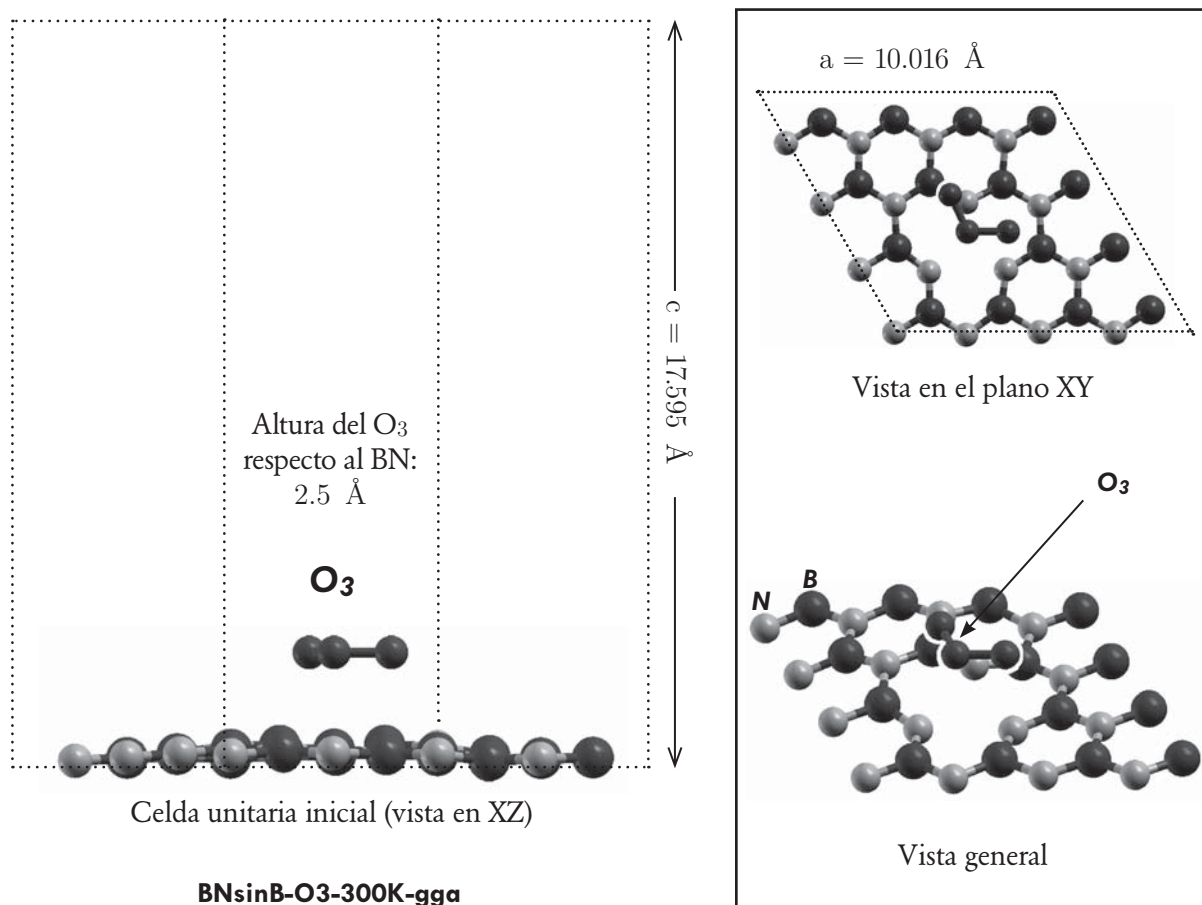 Altura del O3
respecto al BN:
2.5 Å
O3
c = 17.595 Å
Celda unitaria inicial (vista en XZ)
BNsinB-O3-300K-gga
a = 10.016 Å
Vista en el plano XY
O3
N
B
Vista general